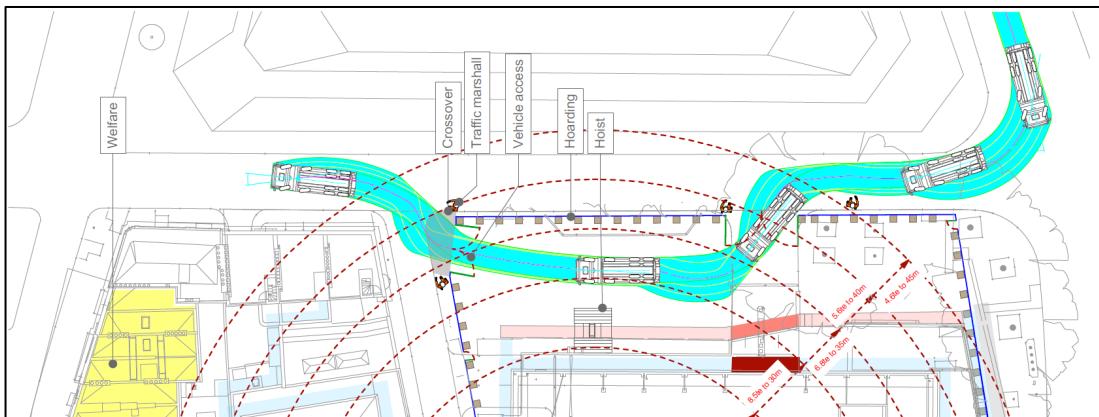 Welfare
Crossover
Traffic marshall
Vehicle access
Hoarding
Hoist
5.6te to 40m
4.6te to 45m
8.5te to 30m
6.8te to 35m